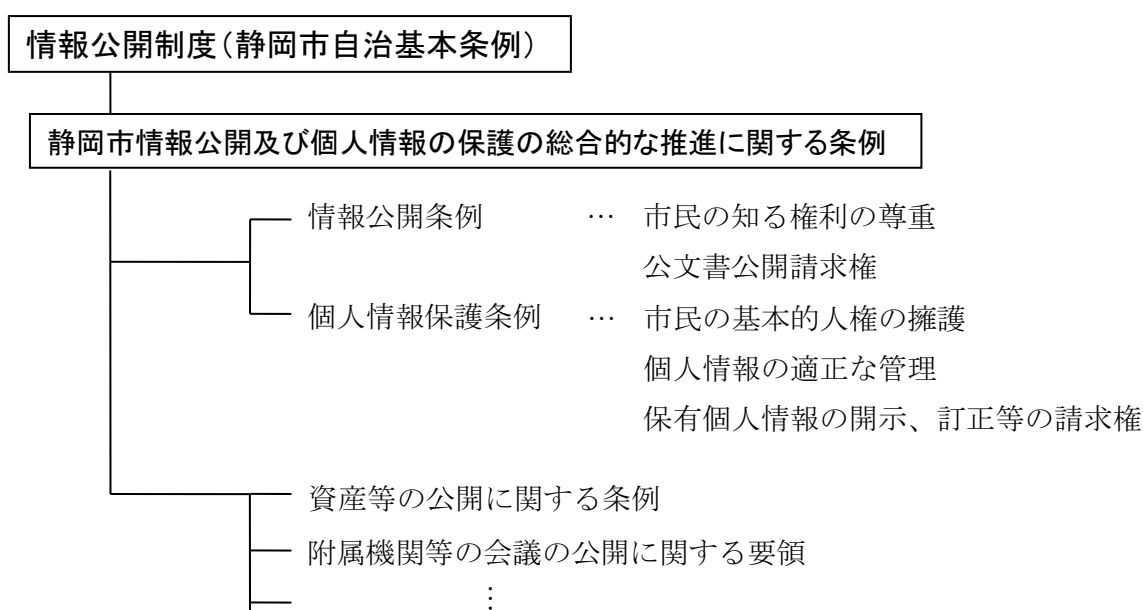 情報公開制度(静岡市自治基本条例)
静岡市情報公開及び個人情報の保護の総合的な推進に関する条例
情報公開条例 … 市民の知る権利の尊重
公文書公開請求権
個人情報保護条例 … 市民の基本的人権の擁護
個人情報の適正な管理
保有個人情報の開示、訂正等の請求権
資産等の公開に関する条例
附属機関等の会議の公開に関する要領
⋮